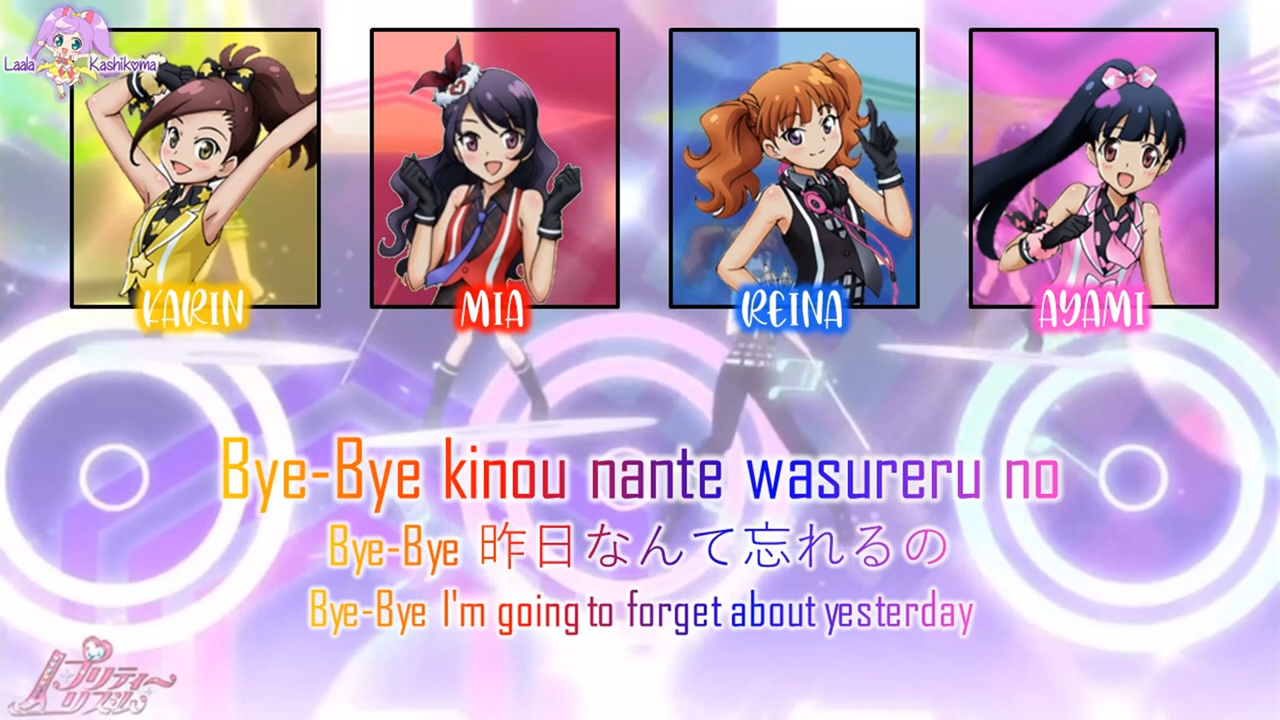 Laala Kashikoma
KARIN
MIA
REINA
AYAMI
Bye-Bye kinou nante wasureru no
Bye-Bye 昨日なんて忘れるの
Bye-Bye I'm going to forget about yesterday
プリティー
リズム